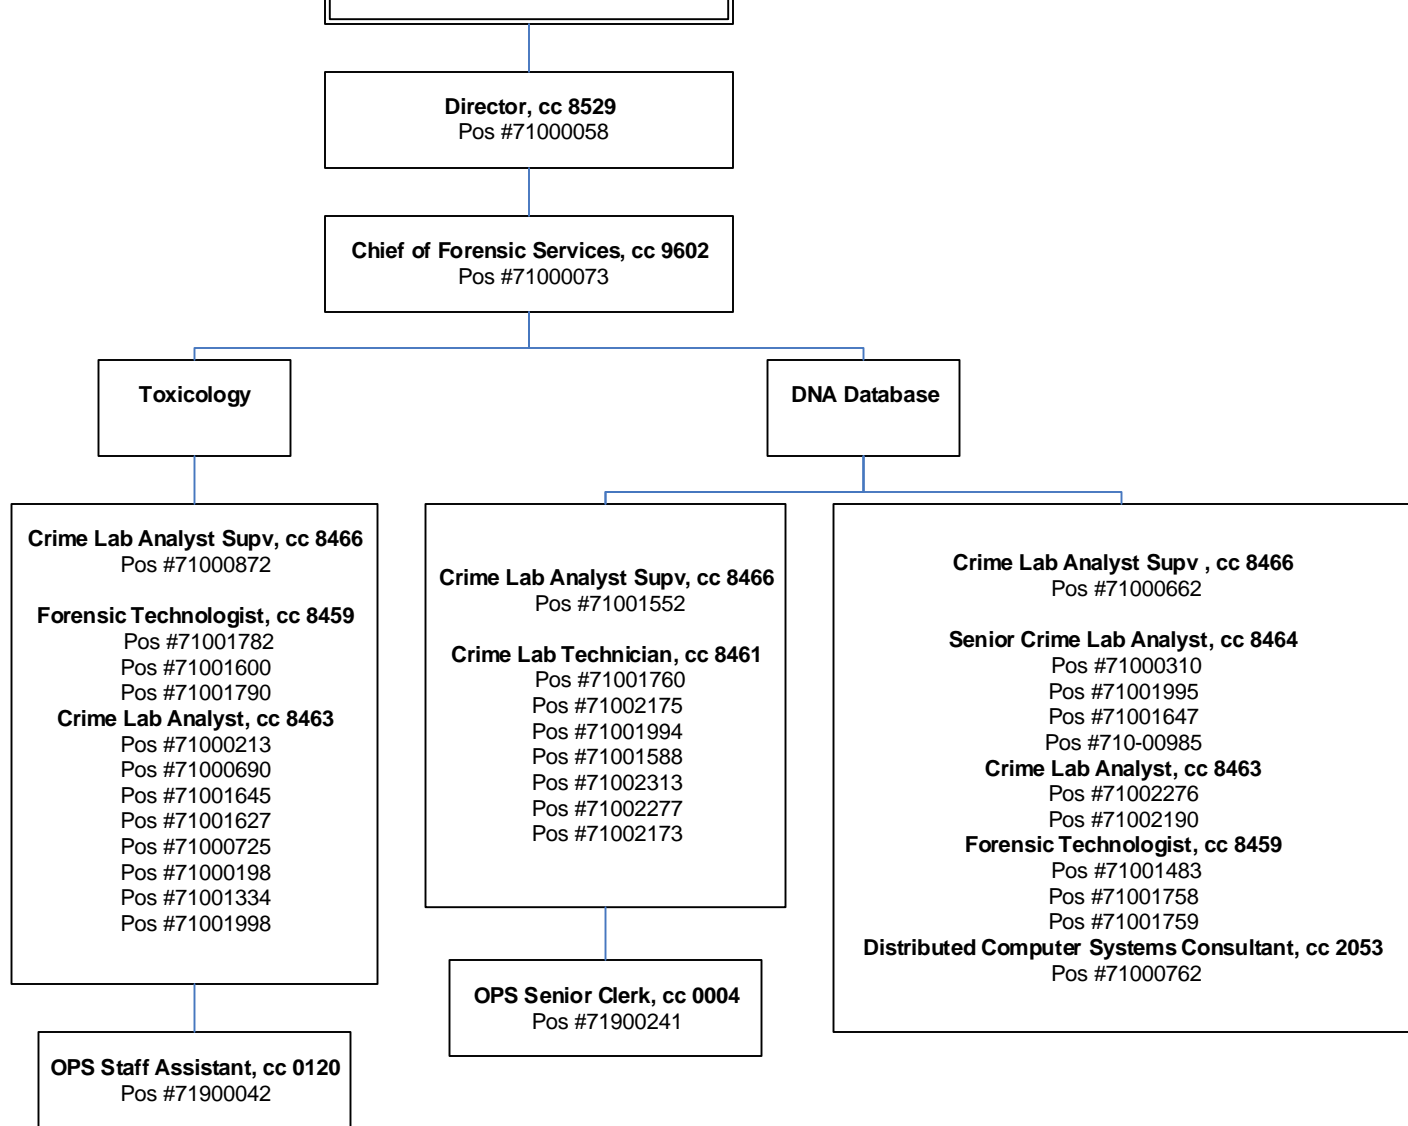 Director, cc 8529
Pos #71000058
Chief of Forensic Services, cc 9602
Pos #71000073
Toxicology
DNA Database
Crime Lab Analyst Supv, cc 8466
Pos #71000872
Forensic Technologist, cc 8459
Pos #71001782
Pos #71001600
Pos #71001790
Crime Lab Analyst, cc 8463
Pos #71000213
Pos #71000690
Pos #71001645
Pos #71001627
Pos #71000725
Pos #71000198
Pos #71001334
Pos #71001998
OPS Staff Assistant, cc 0120
Pos #71900042
Crime Lab Analyst Supv, cc 8466
Pos #71001552
Crime Lab Technician, cc 8461
Pos #71001760
Pos #71002175
Pos #71001994
Pos #71001588
Pos #71002313
Pos #71002277
Pos #71002173
OPS Senior Clerk, cc 0004
Pos #71900241
Crime Lab Analyst Supv , cc 8466
Pos #71000662
Senior Crime Lab Analyst, cc 8464
Pos #71000310
Pos #71001995
Pos #71001647
Pos #710-00985
Crime Lab Analyst, cc 8463
Pos #71002276
Pos #71002190
Forensic Technologist, cc 8459
Pos #71001483
Pos #71001758
Pos #71001759
Distributed Computer Systems Consultant, cc 2053
Pos #71000762